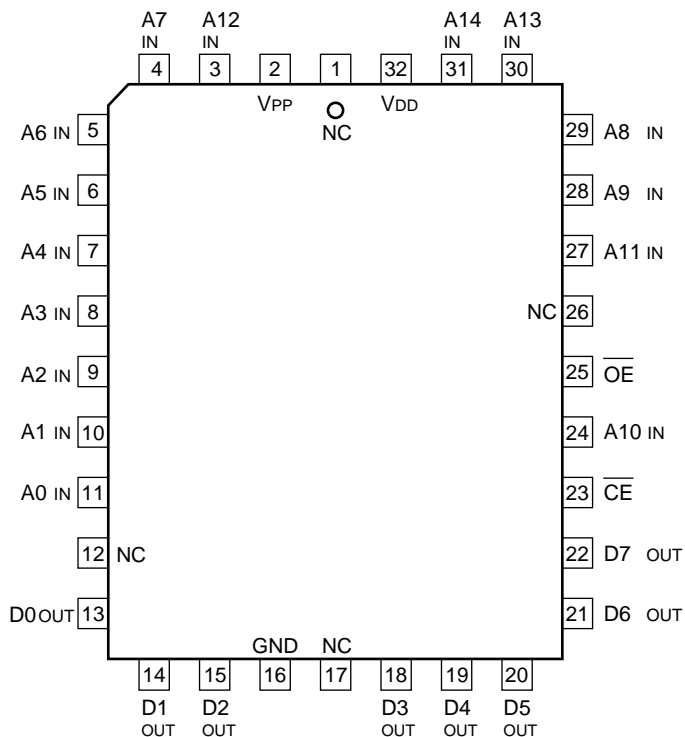 A7 A12 A14 A13
IN IN IN IN
4 3 2 1 32 31 30
VPP VDD
NC
A6 IN 5 29 A8 IN
A5 IN 6 28 A9 IN
A4 IN 7 27 A11 IN
A3 IN 8 NC 26
A2 IN 9 25 OE
A1 IN 10 24 A10 IN
A0 IN 11 23 CE
12 NC 22 D7 OUT
D0 OUT 13 21 D6 OUT
GND NC
14 15 16 17 18 19 20
D1 D2 D3 D4 D5
OUT OUT OUT OUT OUT